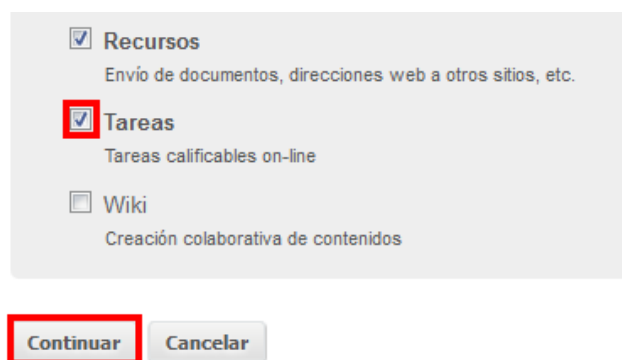 Recursos
Envío de documentos, direcciones web a otros sitios, etc.
Tareas
Tareas calificables on-line
Wiki
Creación colaborativa de contenidos
Continuar Cancelar